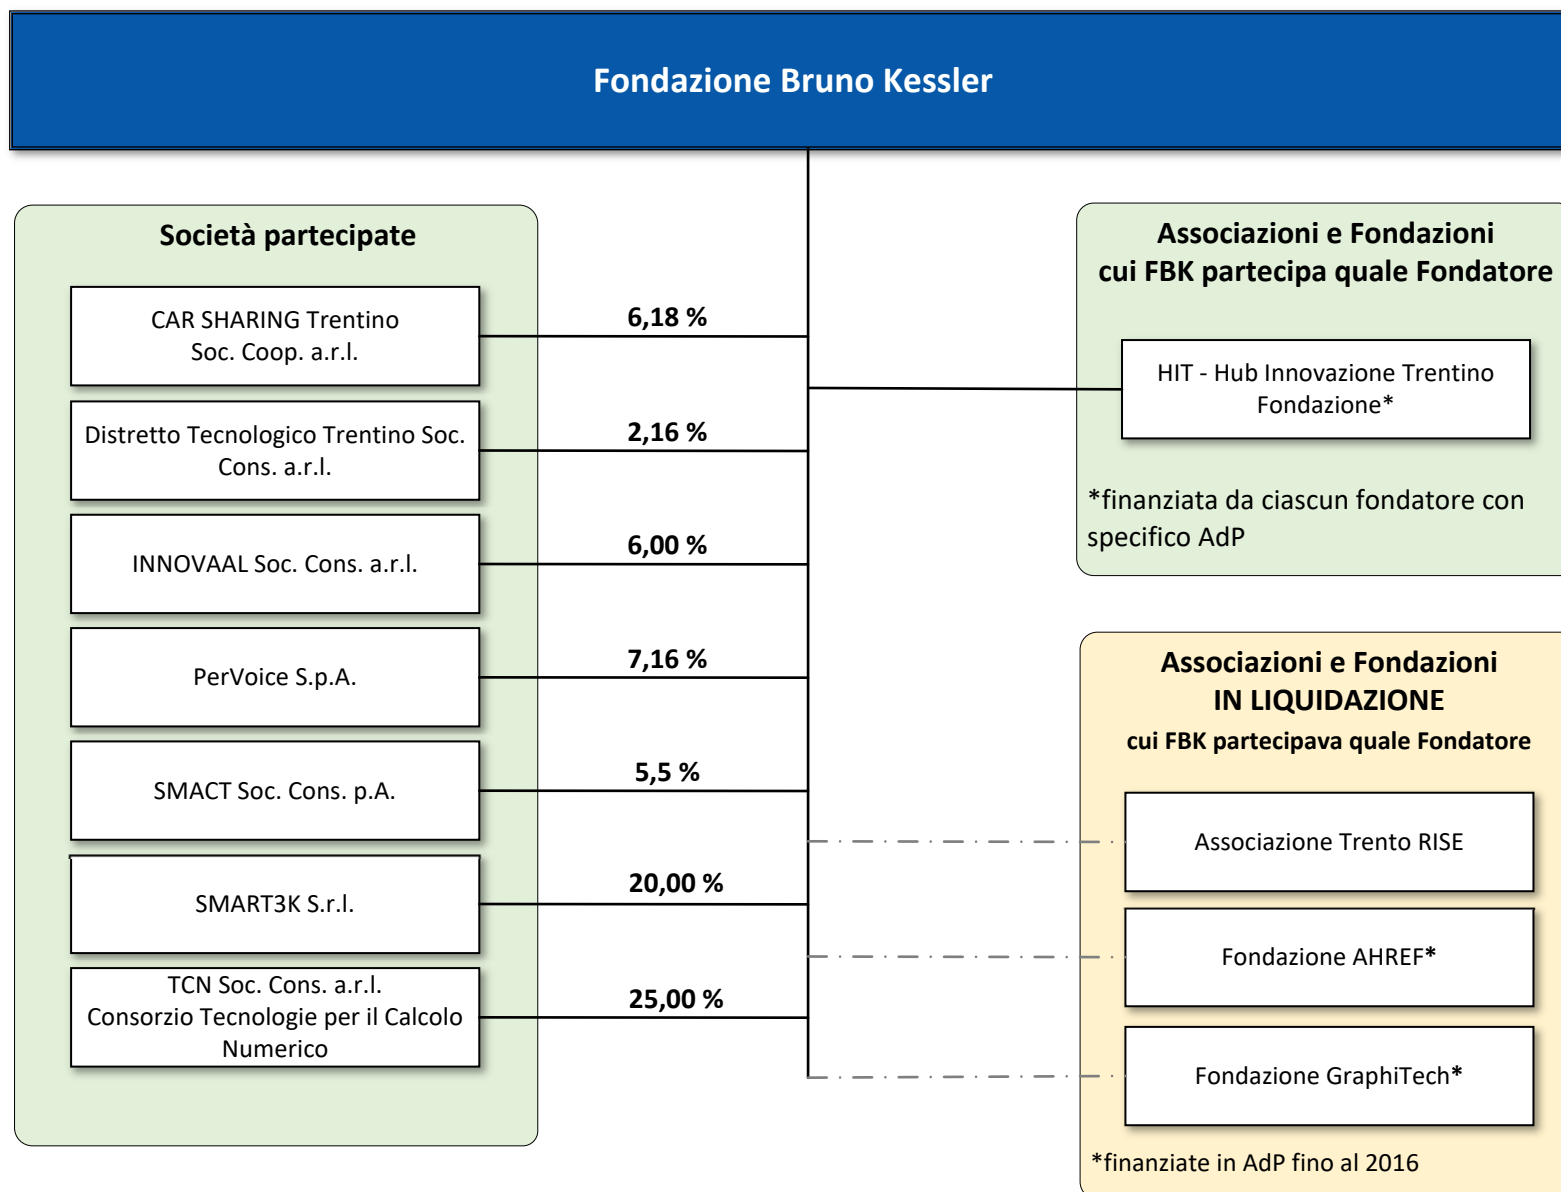 Fondazione Bruno Kessler
Società partecipate
CAR SHARING Trentino
Soc. Coop. a.r.l.
6,18 %
Distretto Tecnologico Trentino Soc.
Cons. a.r.l.
2,16 %
INNOVAAL Soc. Cons. a.r.l.
6,00 %
PerVoice S.p.A.
7,16 %
SMACT Soc. Cons. p.A.
5,5 %
SMART3K S.r.l.
20,00 %
TCN Soc. Cons. a.r.l.
Consorzio Tecnologie per il Calcolo
Numerico
25,00 %
Associazioni e Fondazioni
cui FBK partecipa quale Fondatore
HIT - Hub Innovazione Trentino
Fondazione*
*finanziata da ciascun fondatore con
specifico AdP
Associazioni e Fondazioni
IN LIQUIDAZIONE
cui FBK partecipava quale Fondatore
Associazione Trento RISE
Fondazione AHREF*
Fondazione GraphiTech*
*finanziate in AdP fino al 2016